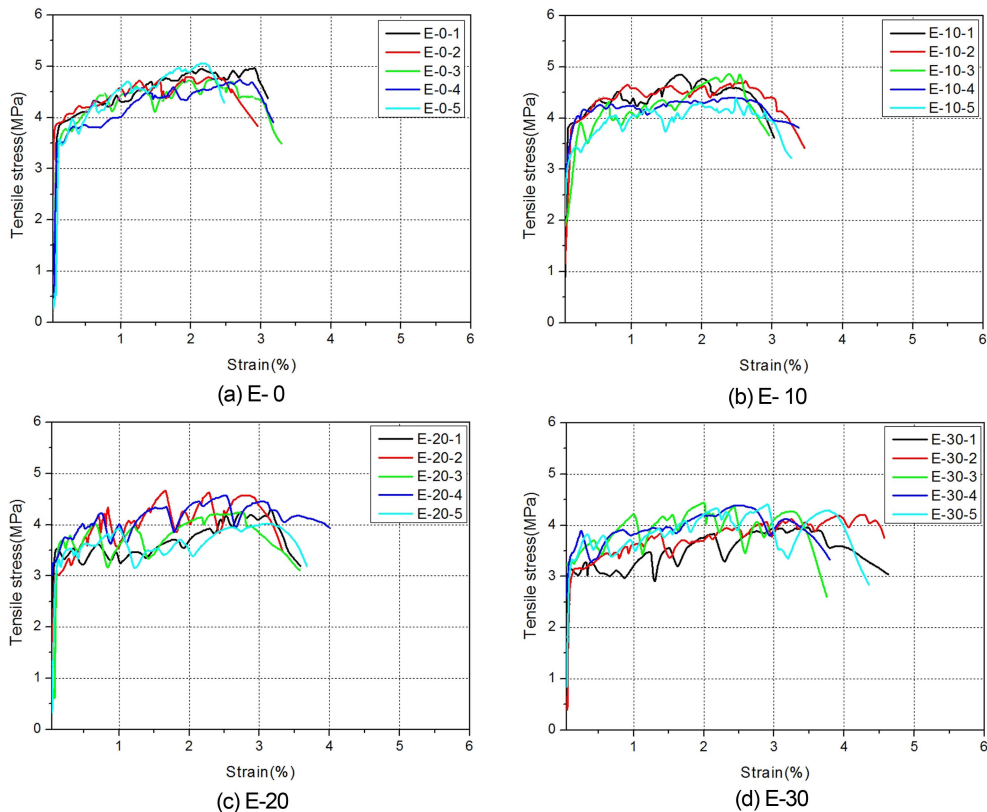 6
5
4
3
2
1
0
Tensile stress(MPa)
E-0-1
E-0-2
E-0-3
E-0-4
E-0-5
1 2 3 4 5 6
Strain(%)
(a) E- 0
6
5
4
3
2
1
0
Tensile stress(MPa)
E-10-1
E-10-2
E-10-3
E-10-4
E-10-5
1 2 3 4 5 6
Strain(%)
(b) E- 10
6
5
4
3
2
1
0
Tensile stress(MPa)
E-20-1
E-20-2
E-20-3
E-20-4
E-20-5
1 2 3 4 5 6
Strain(%)
(c) E-20
6
5
4
3
2
1
0
Tensile stress(MPa)
E-30-1
E-30-2
E-30-3
E-30-4
E-30-5
1 2 3 4 5 6
Strain(%)
(d) E-30